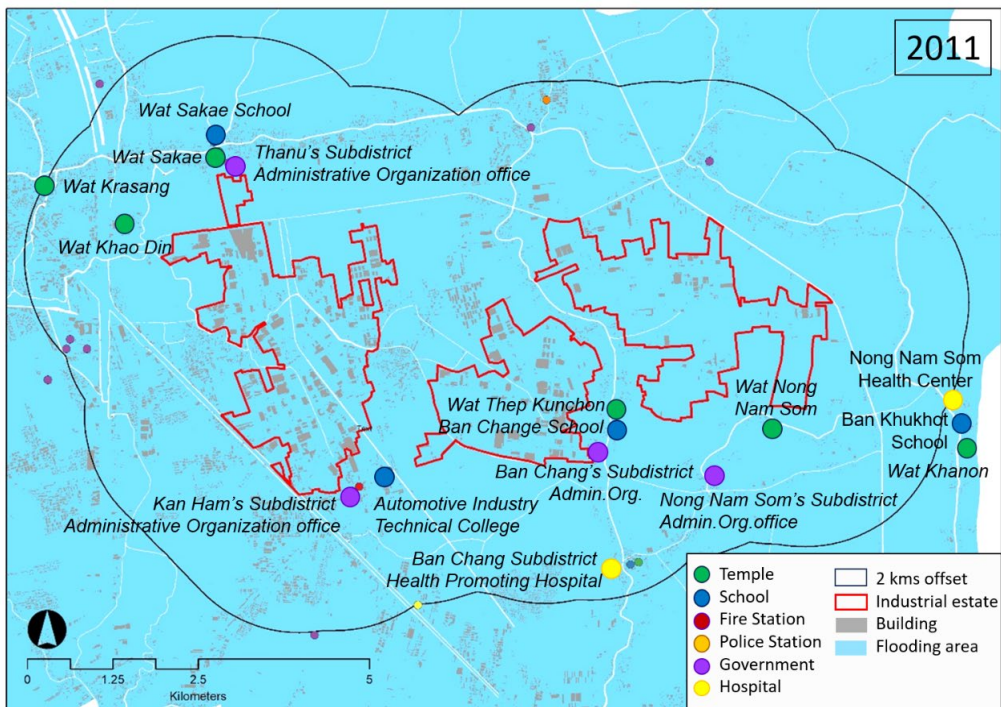 2011
Wat Sakae School
Wat Sakae
Thanu's Subdistrict
Administrative Organization office
Wat Krasang
Wat Khao Din
Nong Nam Som
Health Center
Wat Nong
Nam Som
Wat Thep Kunchon
Ban Change School
Ban Khukhot
School
Wat Khanon
Ban Chang's Subdistrict
Admin.Org.
Nong Nam Som's Subdistrict
Admin.Org.office
Kan Ham's Subdistrict
Administrative Organization office
Automotive Industry
Technical College
Ban Chang Subdistrict
Health Promoting Hospital
Temple
School
Fire Station
Police Station
Government
Hospital
2 kms offset
Industrial estate
Building
Flooding area
0 1.25 2.5 5
Kilometers